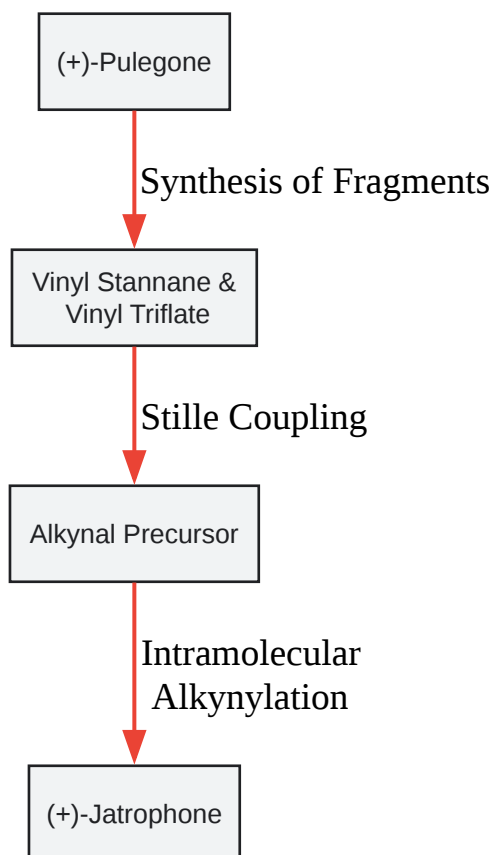 (+)-Pulegone
Synthesis of Fragments
Vinyl Stannane &
Vinyl Triflate
Stille Coupling
Alkynal Precursor
Intramolecular
Alkynylation
(+)-Jatrophone